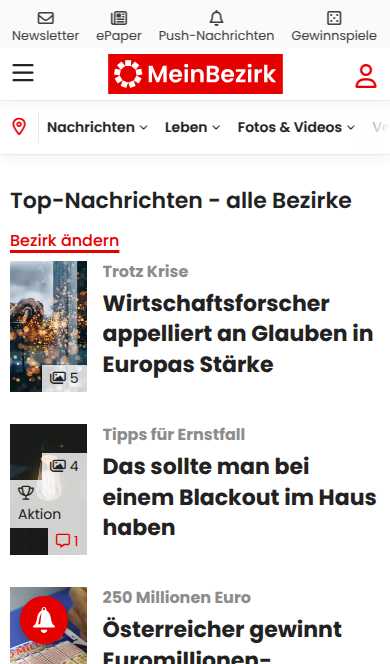 Newsletter ePaper Push-Nachrichten Gewinnspiele
MeinBezirk
Nachrichten Leben Fotos & Videos
Top-Nachrichten - alle Bezirke
Bezirk ändern
Trotz Krise
Wirtschaftsforscher
appelliert an Glauben in
Europas Stärke
5
Tipps für Ernstfall
Das sollte man bei
einem Blackout im Haus
haben
4
Aktion
1
250 Millionen Euro
Österreicher gewinnt
Euromillionen-